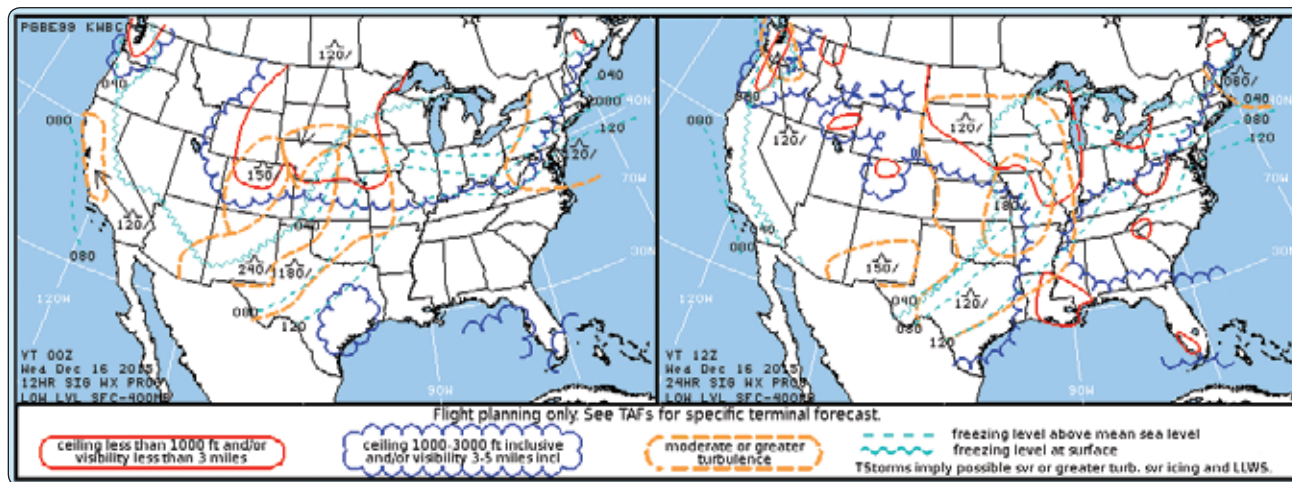 PGBE99 KWBC
120/
040
040
080
40N
120
080
150/
120/
70W
120/
040
080
240/
180/
30N
080
120
120W
90W
VT 00Z
Wed Dec 16 2015
12HR SIG WX PROG
LOW LVL SFC-400MB
080/
040
080
080
120
120/
120/
70W
180/
040
150/
30N
080
040
120/
080
120
120W
90W
VT 12Z
Wed Dec 16 2015
24HR SIG WX PROG
LOW LVL SFC-400MB
Flight planning only. See TAFs for specific terminal forecast.
ceiling less than 1000 ft and/or
visibility less than 3 miles
ceiling 1000-3000 ft inclusive
and/or visibility 3-5 miles incl
moderate or greater
turbulence
freezing level above mean sea level
freezing level at surface
TStorms imply possible svr or greater turb. svr icing and LLWS.